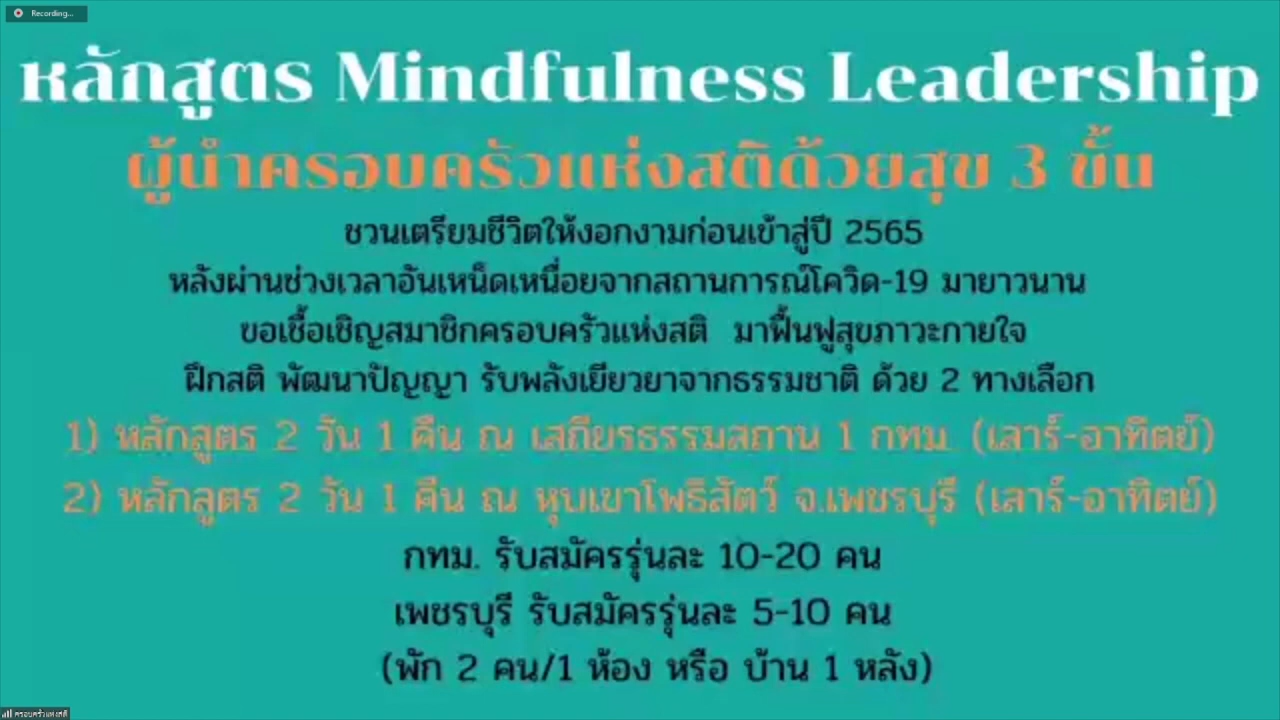 Recording...
หลักสูตร Mindfulness Leadership
ผู้นำครอบครัวแห่งสติด้วยสุข 3 ขั้น
ชวนเตรียมชีวิตให้งอกงามก่อนเข้าสู่ปี 2565
หลังผ่านช่วงเวลาอันเหน็ดเหนื่อยจากสถานการณ์โควิด-19 มายาวนาน
ขอเชื้อเชิญสมาชิกครอบครัวแห่งสติ มาฟื้นฟูสุขภาวะกายใจ
ฝึกสติ พัฒนาปัญญา รับพลังเยียวยาจากธรรมชาติ ด้วย 2 ทางเลือก
1) หลักสูตร 2 วัน 1 คืน ณ เสถียรธรรมสถาน 1 กทม. (เสาร์-อาทิตย์)
2) หลักสูตร 2 วัน 1 คืน ณ หุบเขาโพธิสัตว์ จ.เพชรบุรี (เสาร์-อาทิตย์)
กทม. รับสมัครรุ่นละ 10-20 คน
เพชรบุรี รับสมัครรุ่นละ 5-10 คน
(พัก 2 คน/1 ห้อง หรือ บ้าน 1 หลัง)
ครอบครัวแห่งสติ